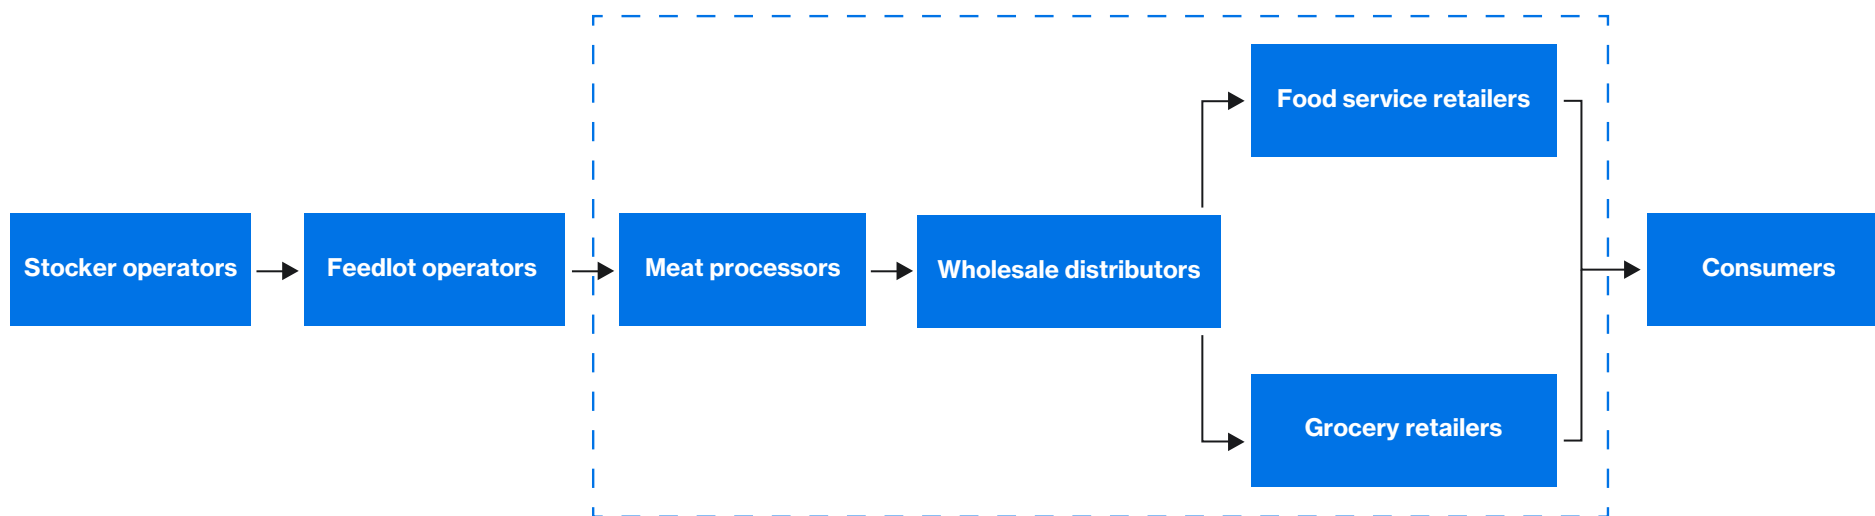 Stocker operators
Feedlot operators
Meat processors
Wholesale distributors
Food service retailers
Grocery retailers
Consumers